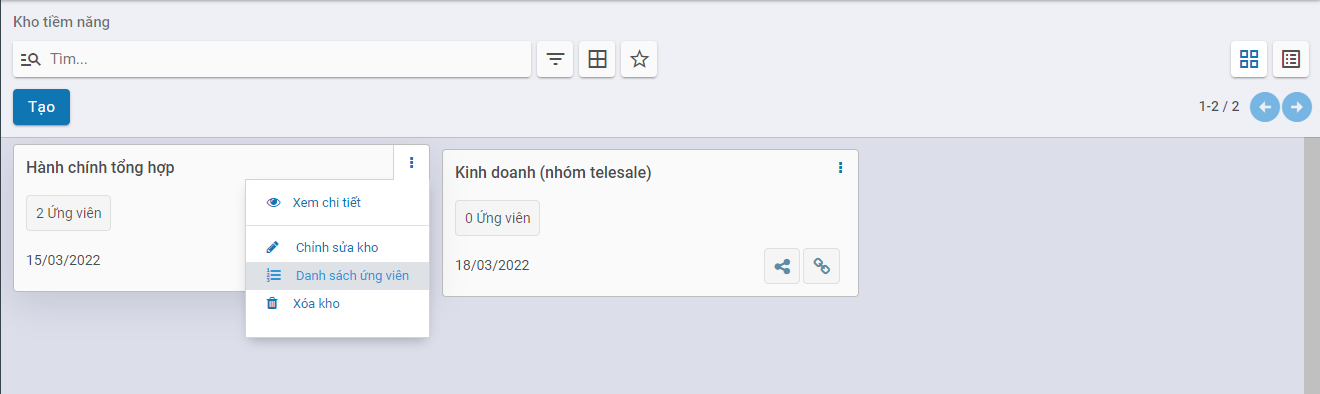 Kho tiềm năng
Tìm...
Tạo
1-2 / 2
Hành chính tổng hợp
2 Ứng viên
15/03/2022
Xem chi tiết
Chỉnh sửa kho
Danh sách ứng viên
Xóa kho
Kinh doanh (nhóm telesale)
0 Ứng viên
18/03/2022